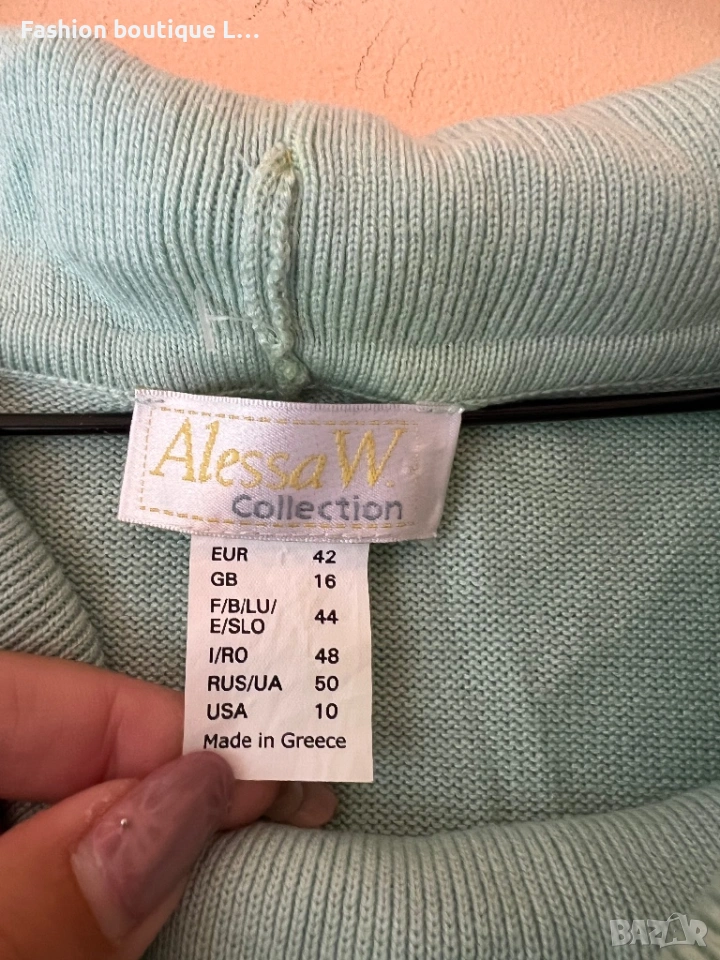 Fashion boutique L...
Alessa W.
Collection
EUR 42
GB 16
F/B/LU/
E/SLO 44
I/RO 48
RUS/UA 50
USA 10
Made in Greece
BAZAR